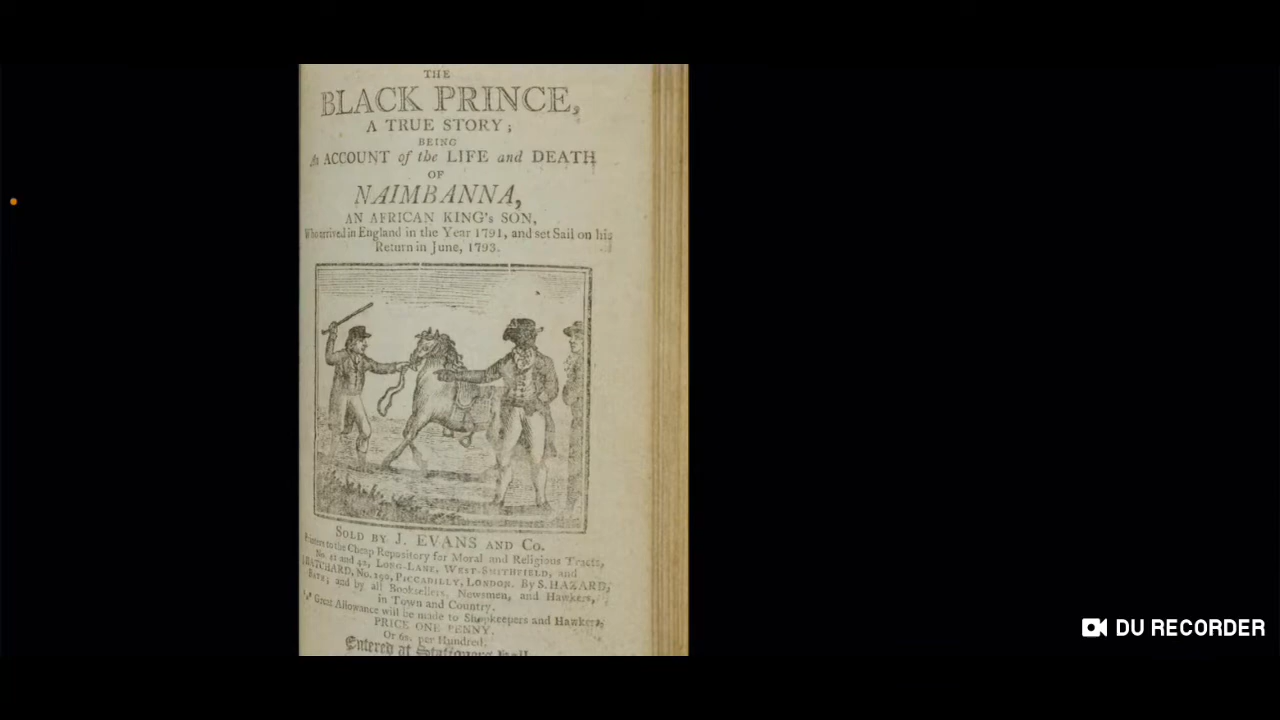 THE
BLACK PRINCE,
A TRUE STORY;
BEING
An ACCOUNT of the LIFE and DEATH
OF
NAIMBANNA,
AN AFRICAN KING's SON,
Who arrived in England in the Year 1791, and set Sail on his
Return in June, 1793.
SOLD BY J. EVANS AND Co.
Printers to the Cheap Repository for Moral and Religious Tracts,
No. 41 and 42, LONG-LANE, WEST-SMITHFIELD, and
HATCHARD, No. 190, PICCADILLY, LONDON. By S. HAZARD,
BATH; and by all Booksellers, Newsmen, and Hawkers,
in Town and Country.
Great Allowance will be made to Shopkeepers and Hawkers,
PRICE ONE PENNY.
Or 6s. per Hundred.
Entered at Stationers Hall
DU RECORDER